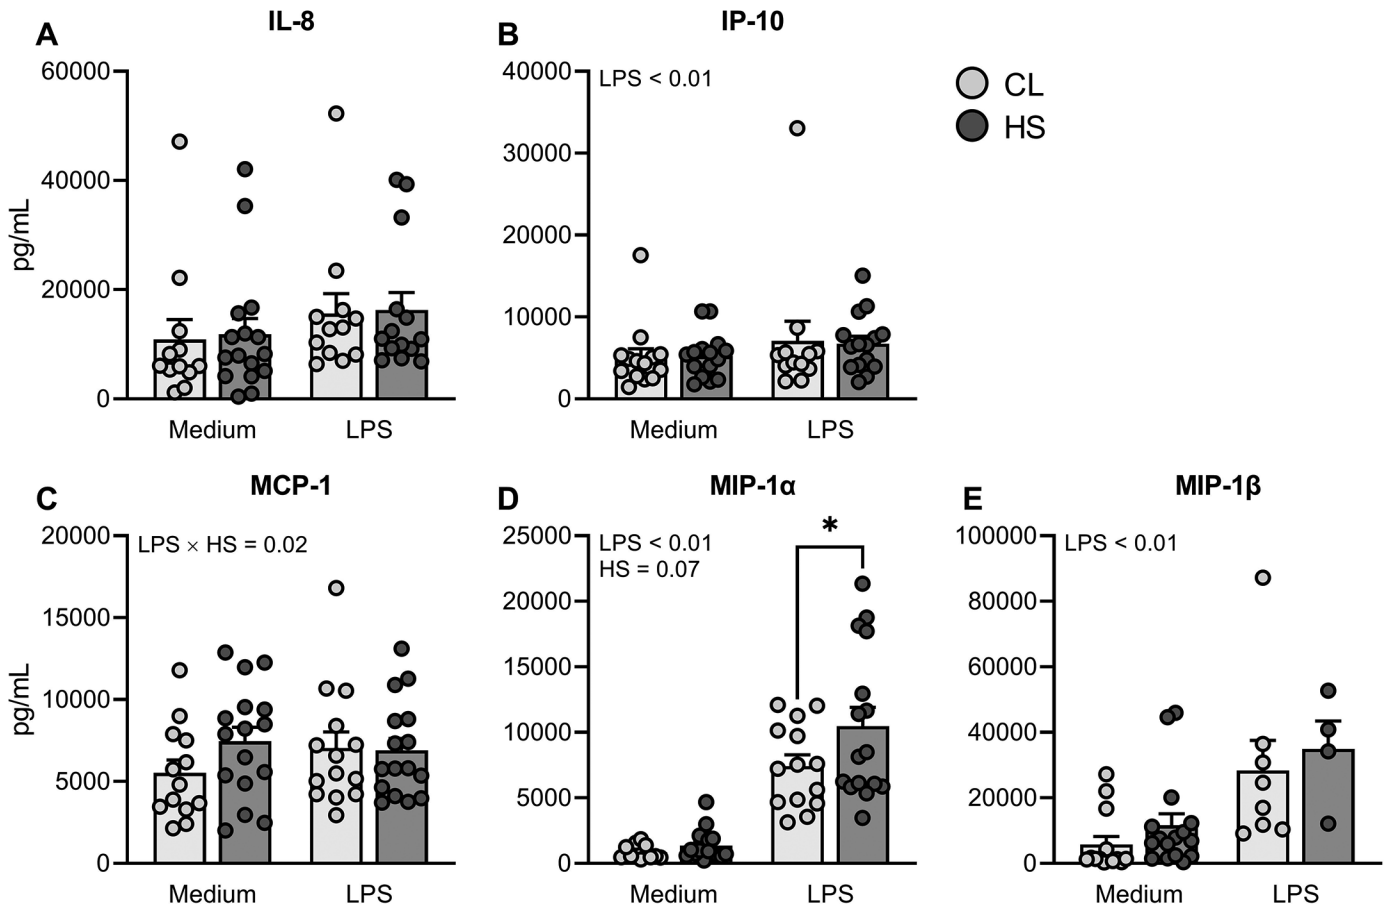 A
IL-8
pg/mL
60000
40000
20000
0
Medium
LPS
B
IP-10
LPS < 0.01
40000
30000
20000
10000
0
Medium
LPS
CL
HS
C
MCP-1
pg/mL
LPS × HS = 0.02
20000
15000
10000
5000
0
Medium
LPS
D
MIP-1α
LPS < 0.01
HS = 0.07
*
25000
20000
15000
10000
5000
0
Medium
LPS
E
MIP-1β
LPS < 0.01
100000
80000
60000
40000
20000
0
Medium
LPS